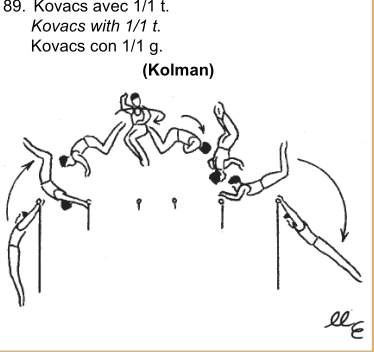 89. Kovacs avec 1/1 t.
Kovacs with 1/1 t.
Kovacs con 1/1 g.
(Kolman)